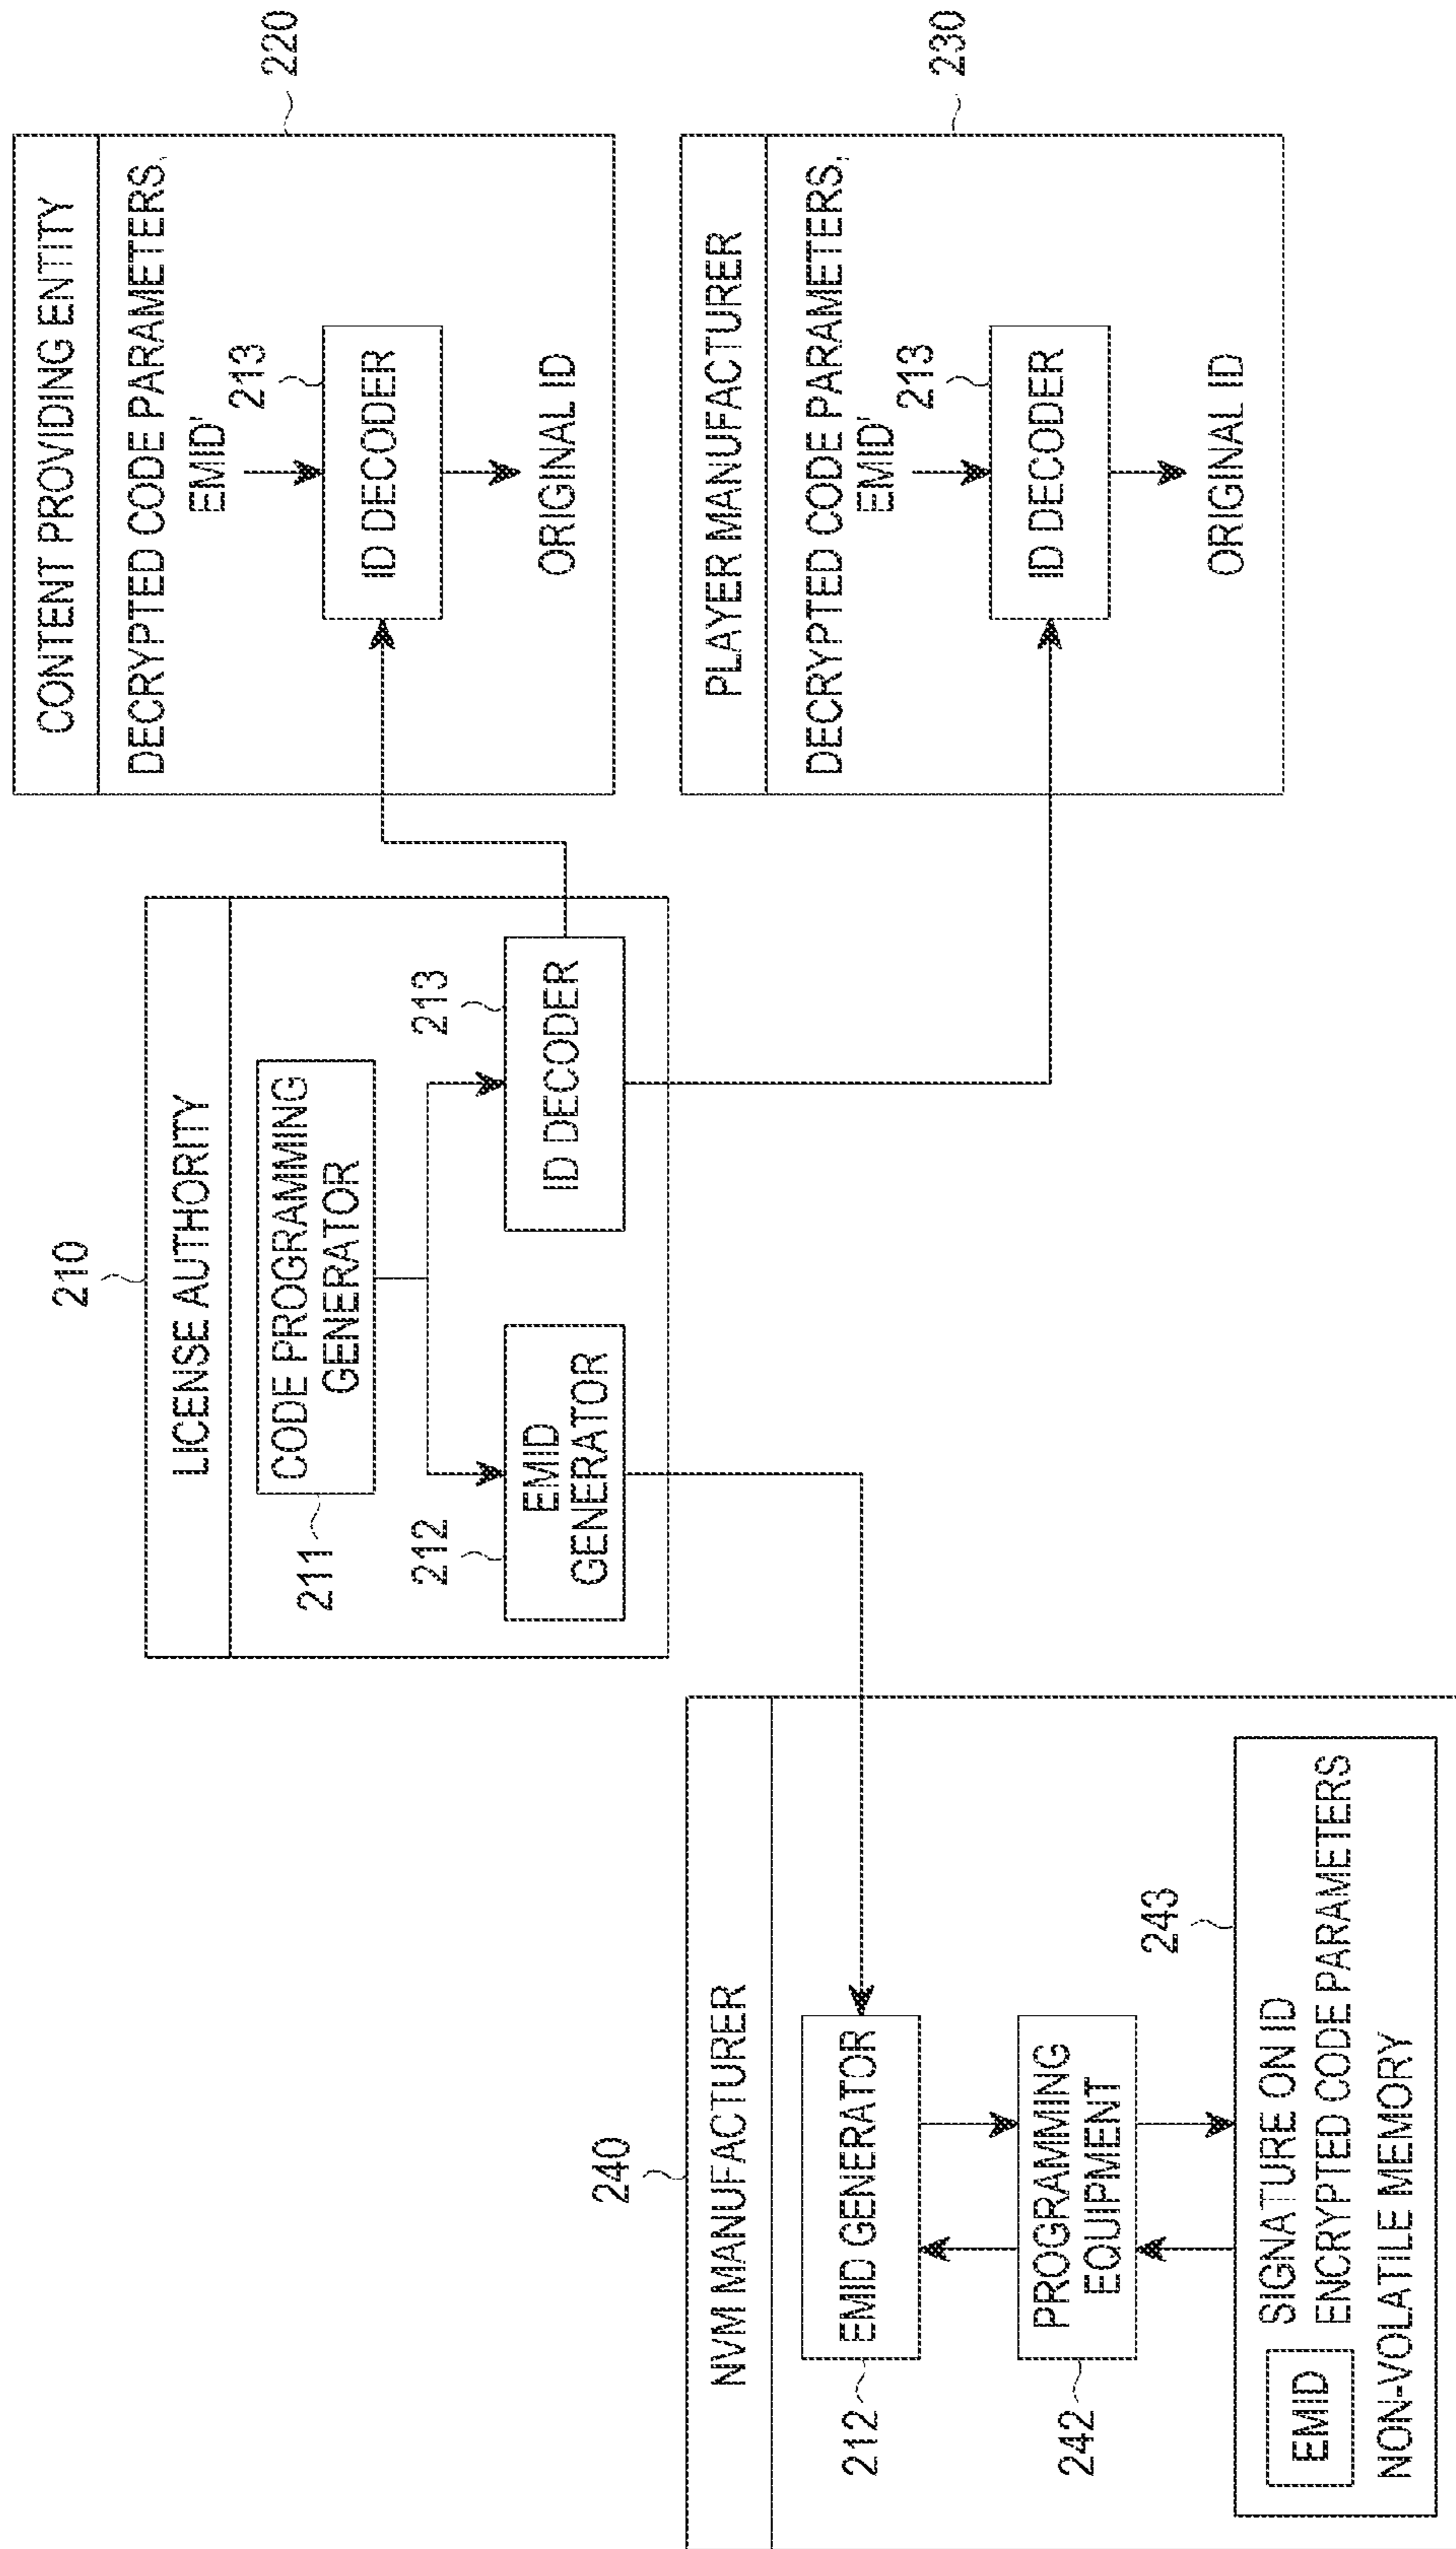 210
LICENSE AUTHORITY
CODE PROGRAMMING
GENERATOR
211
212
EMID
GENERATOR
213
ID DECODER
CONTENT PROVIDING ENTITY
220
DECRYPTED CODE PARAMETERS,
EMID'
213
ID DECODER
ORIGINAL ID
PLAYER MANUFACTURER
230
DECRYPTED CODE PARAMETERS,
EMID'
213
ID DECODER
ORIGINAL ID
240
NVM MANUFACTURER
EMID GENERATOR
212
PROGRAMMING
EQUIPMENT
242
243
SIGNATURE ON ID
EMID
ENCRYPTED CODE PARAMETERS
NON-VOLATILE MEMORY